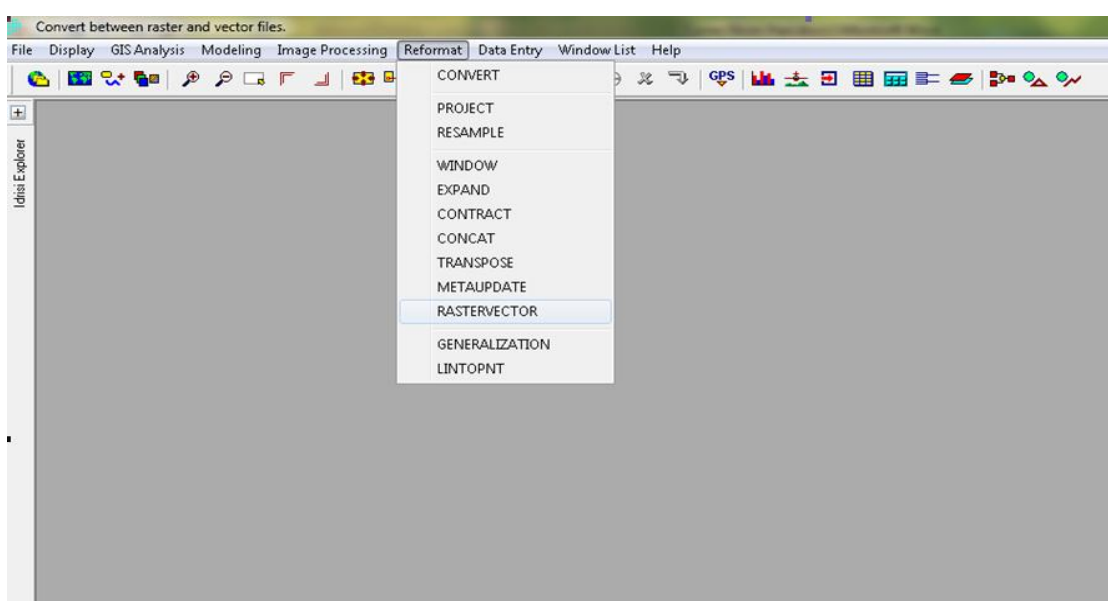 Convert between raster and vector files.
File Display GIS Analysis Modeling Image Processing Reformat Data Entry Window List Help
GPS
CONVERT
PROJECT
RESAMPLE
WINDOW
EXPAND
CONTRACT
CONCAT
TRANSPOSE
METAUPDATE
RASTERVECTOR
GENERALIZATION
LINTOPNT
Idrisi Explorer